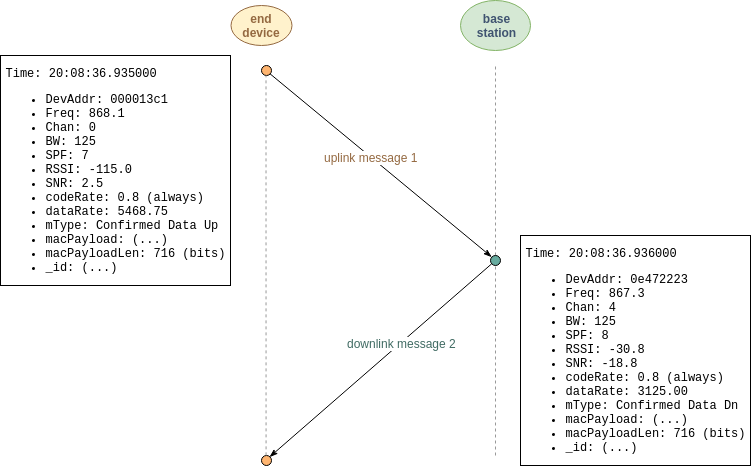 end
device
base
station
Time: 20:08:36.935000
• DevAddr: 000013c1
• Freq: 868.1
• Chan: 0
• BW: 125
• SPF: 7
• RSSI: -115.0
• SNR: 2.5
• codeRate: 0.8 (always)
• dataRate: 5468.75
• mType: Confirmed Data Up
• macPayload: (...)
• macPayloadLen: 716 (bits)
• _id: (...)
uplink message 1
Time: 20:08:36.936000
• DevAddr: 0e472223
• Freq: 867.3
• Chan: 4
• BW: 125
• SPF: 8
• RSSI: -30.8
• SNR: -18.8
• codeRate: 0.8 (always)
• dataRate: 3125.00
• mType: Confirmed Data Dn
• macPayload: (...)
• macPayloadLen: 716 (bits)
• _id: (...)
downlink message 2